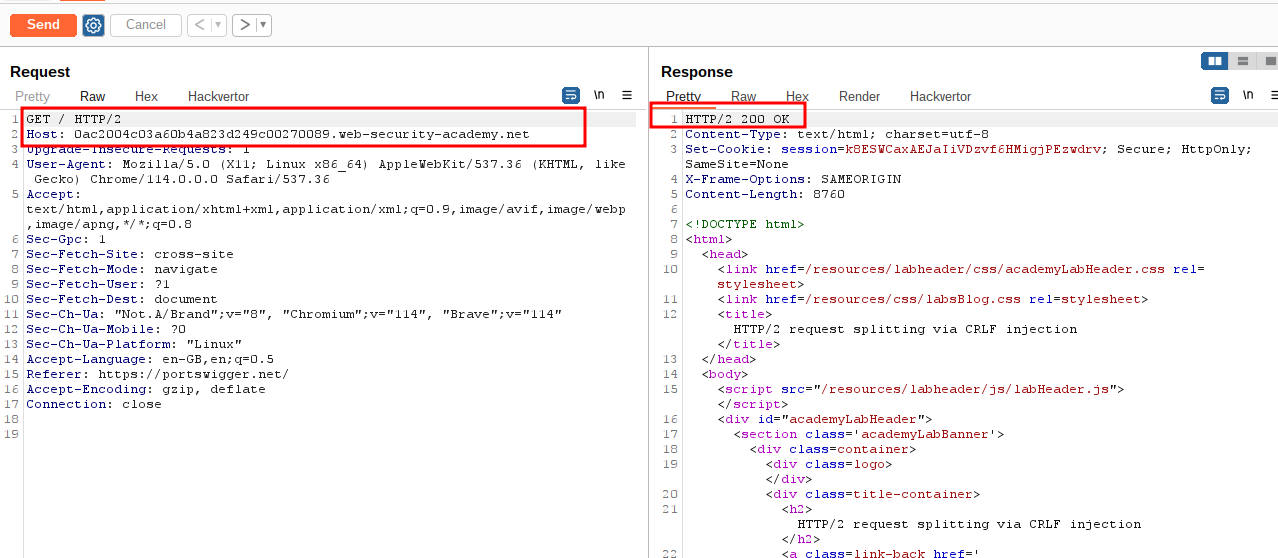 Send Cancel < >
Request
Pretty Raw Hex Hackvertor \n
1 GET / HTTP/2
2 Host: 0ac2004c03a60b4a823d249c00270089.web-security-academy.net
3 Upgrade-Insecure-Requests: 1
4 User-Agent: Mozilla/5.0 (X11; Linux x86_64) AppleWebKit/537.36 (KHTML, like
Gecko) Chrome/114.0.0.0 Safari/537.36
5 Accept:
text/html,application/xhtml+xml,application/xml;q=0.9,image/avif,image/webp
,image/apng,*/*;q=0.8
6 Sec-Gpc: 1
7 Sec-Fetch-Site: cross-site
8 Sec-Fetch-Mode: navigate
9 Sec-Fetch-User: ?1
10 Sec-Fetch-Dest: document
11 Sec-Ch-Ua: "Not.A/Brand";v="8", "Chromium";v="114", "Brave";v="114"
12 Sec-Ch-Ua-Mobile: ?0
13 Sec-Ch-Ua-Platform: "Linux"
14 Accept-Language: en-GB,en;q=0.5
15 Referer: https://portswigger.net/
16 Accept-Encoding: gzip, deflate
17 Connection: close
18
19
Response
Pretty Raw Hex Render Hackvertor \n
1 HTTP/2 200 OK
2 Content-Type: text/html; charset=utf-8
3 Set-Cookie: session=k8ESWCaxAEJaIiVDzvf6HMigjPEzwdrv; Secure; HttpOnly;
SameSite=None
4 X-Frame-Options: SAMEORIGIN
5 Content-Length: 8760
6
7 <!DOCTYPE html>
8 <html>
9 <head>
10 <link href=/resources/labheader/css/academyLabHeader.css rel=
stylesheet>
11 <link href=/resources/css/labsBlog.css rel=stylesheet>
12 <title>
HTTP/2 request splitting via CRLF injection
</title>
13 </head>
14 <body>
15 <script src="/resources/labheader/js/labHeader.js">
</script>
16 <div id="academyLabHeader">
17 <section class='academyLabBanner'>
18 <div class=container>
19 <div class=logo>
</div>
20 <div class=title-container>
21 <h2>
HTTP/2 request splitting via CRLF injection
</h2>
22 <a class=link-back href='